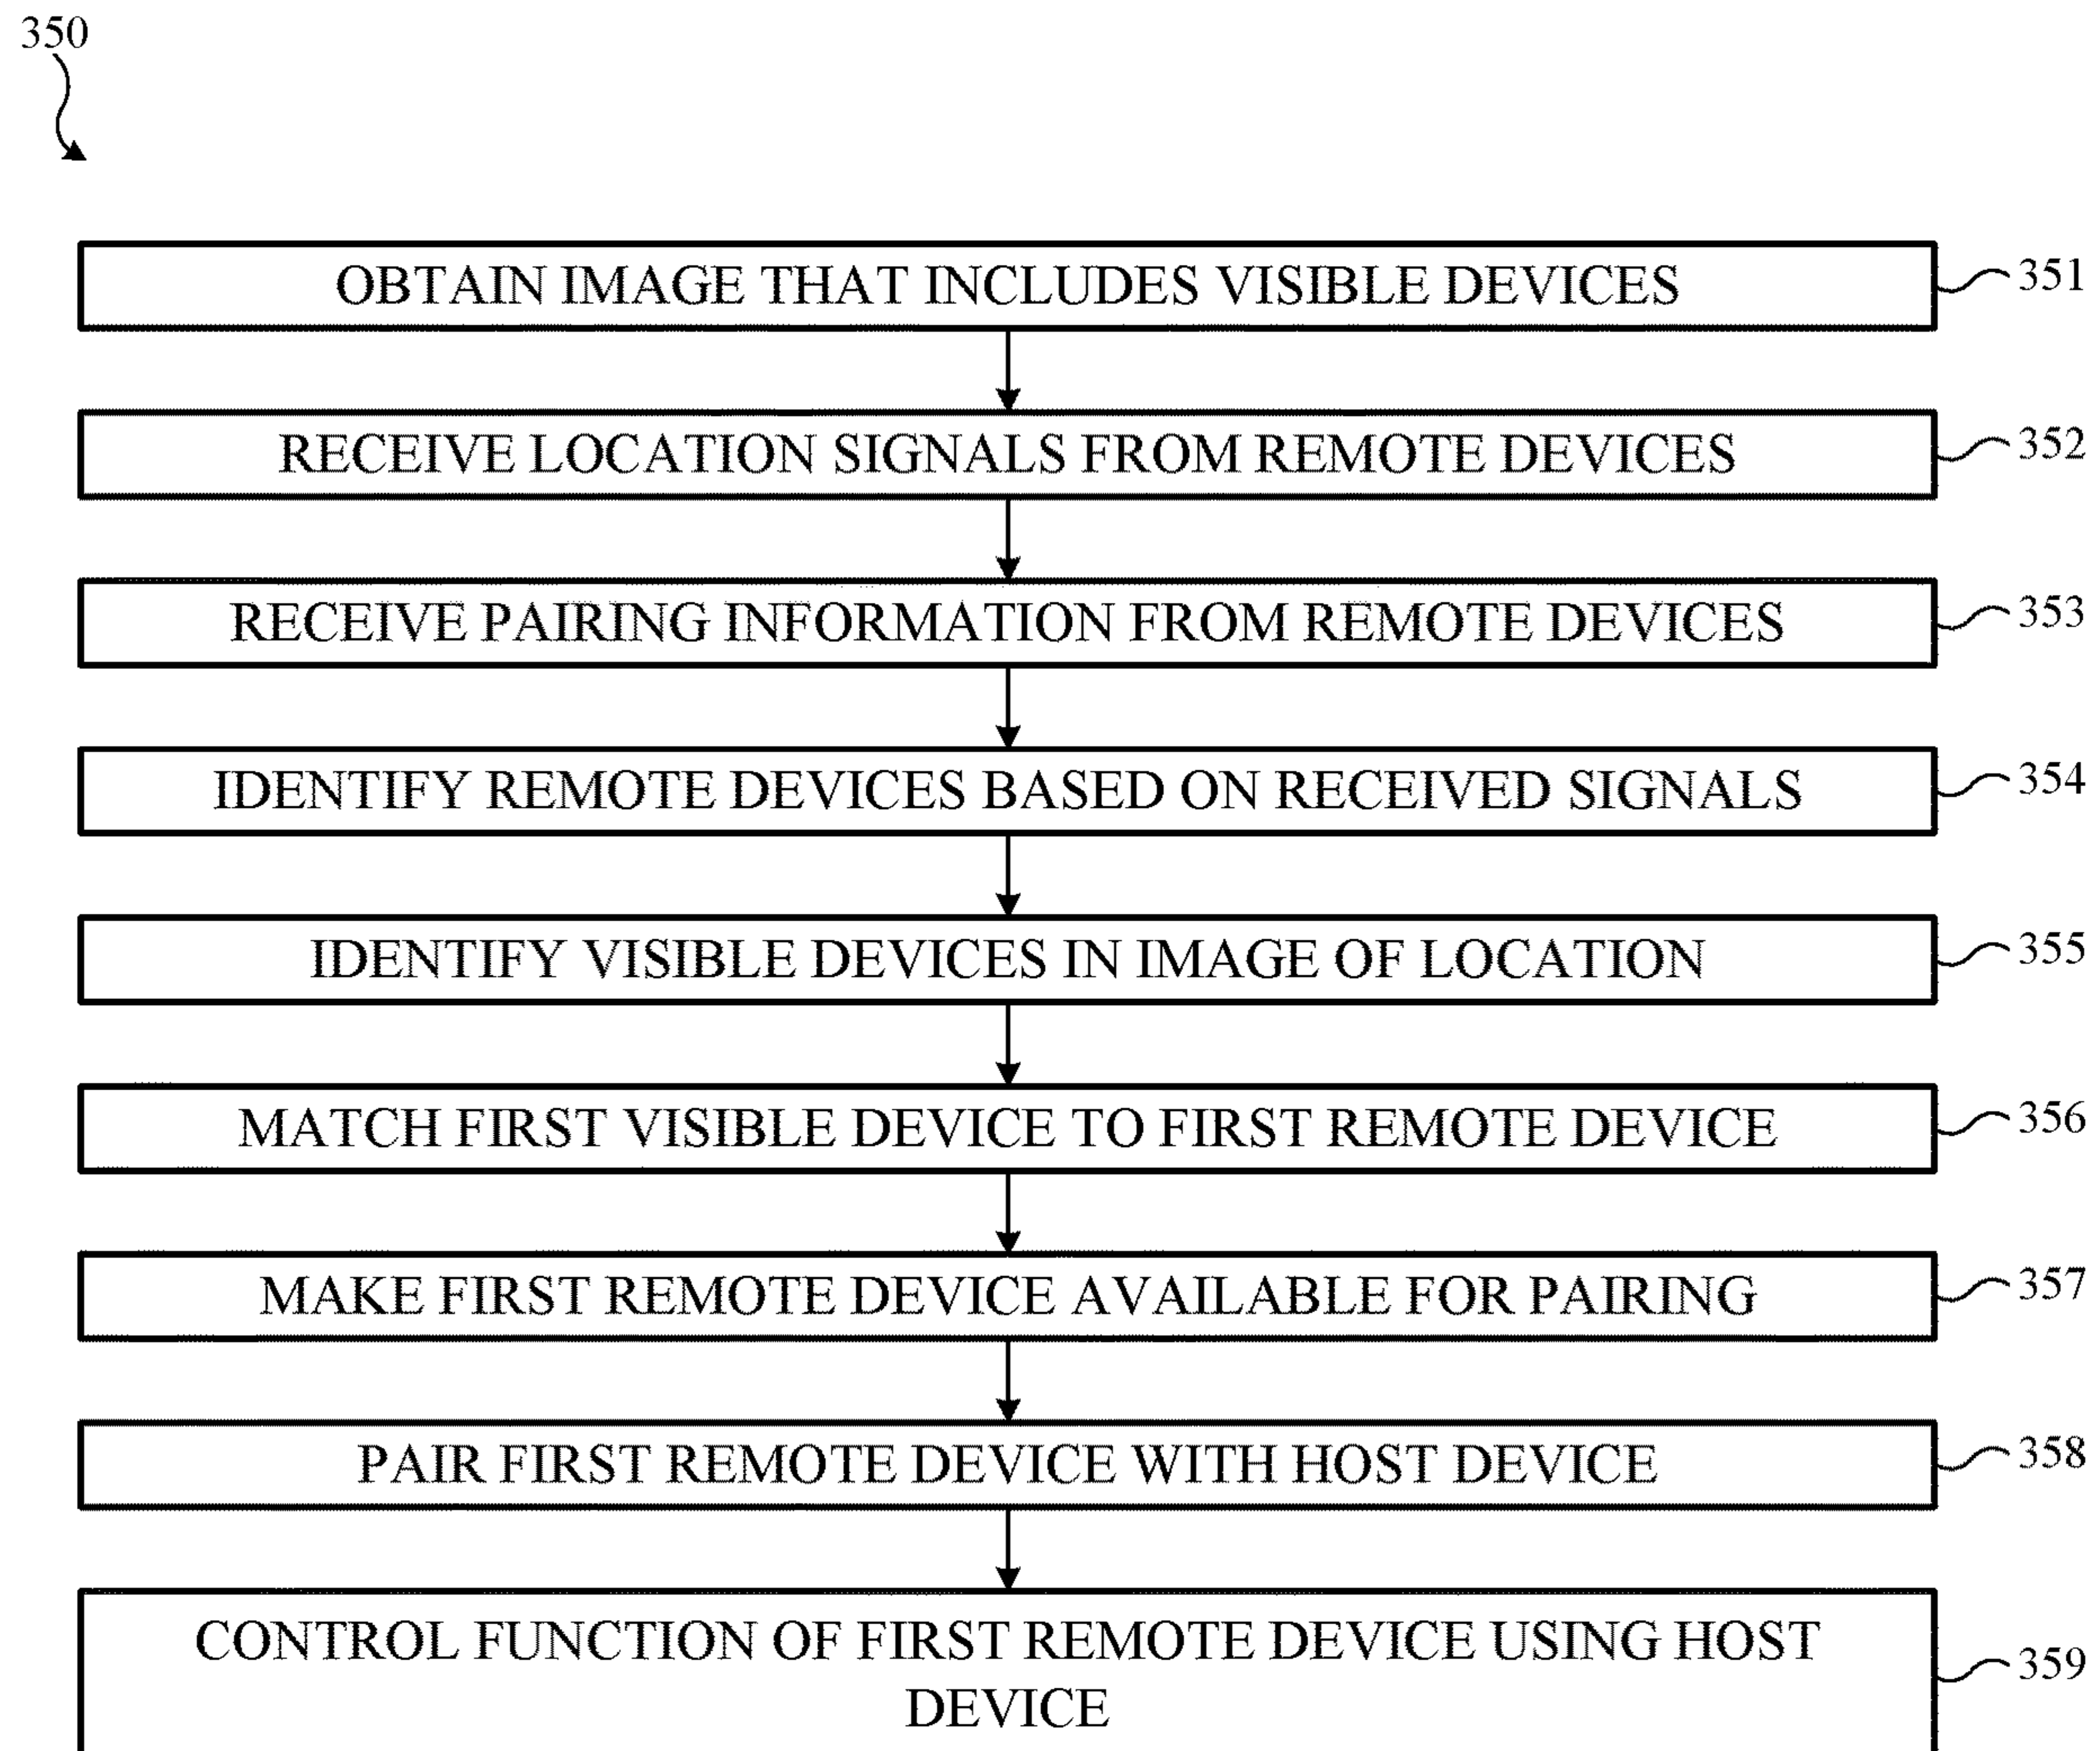 350
OBTAIN IMAGE THAT INCLUDES VISIBLE DEVICES 351
RECEIVE LOCATION SIGNALS FROM REMOTE DEVICES 352
RECEIVE PAIRING INFORMATION FROM REMOTE DEVICES 353
IDENTIFY REMOTE DEVICES BASED ON RECEIVED SIGNALS 354
IDENTIFY VISIBLE DEVICES IN IMAGE OF LOCATION 355
MATCH FIRST VISIBLE DEVICE TO FIRST REMOTE DEVICE 356
MAKE FIRST REMOTE DEVICE AVAILABLE FOR PAIRING 357
PAIR FIRST REMOTE DEVICE WITH HOST DEVICE 358
CONTROL FUNCTION OF FIRST REMOTE DEVICE USING HOST
DEVICE
359